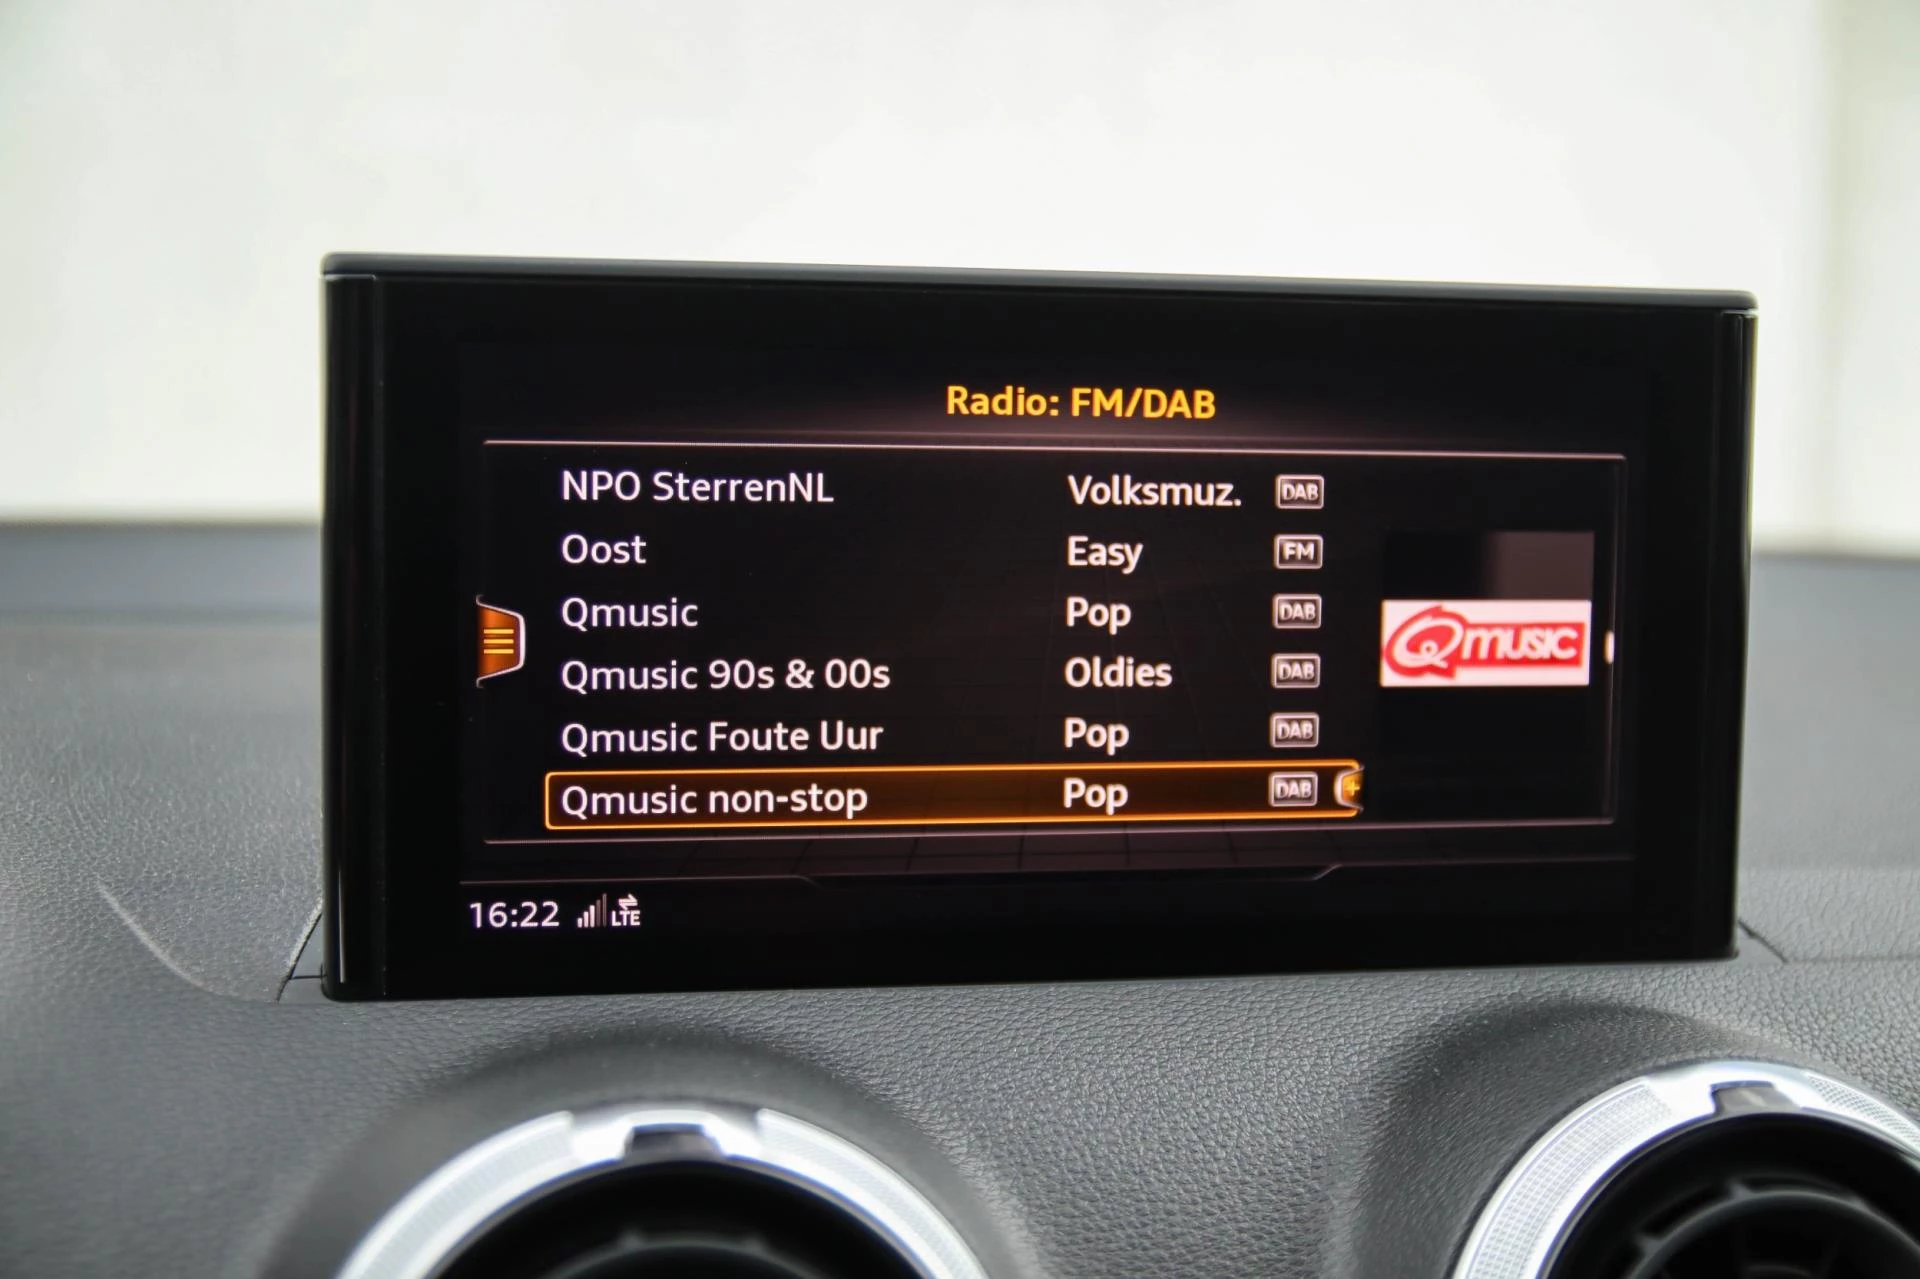 Radio: FM/DAB
NPO SterrenNL Volksmuz. DAB
Oost Easy FM
Qmusic Pop DAB
Qmusic 90s & 00s Oldies DAB
Qmusic Foute Uur Pop DAB
Qmusic non-stop Pop DAB
Qmusic
16:22 LTE